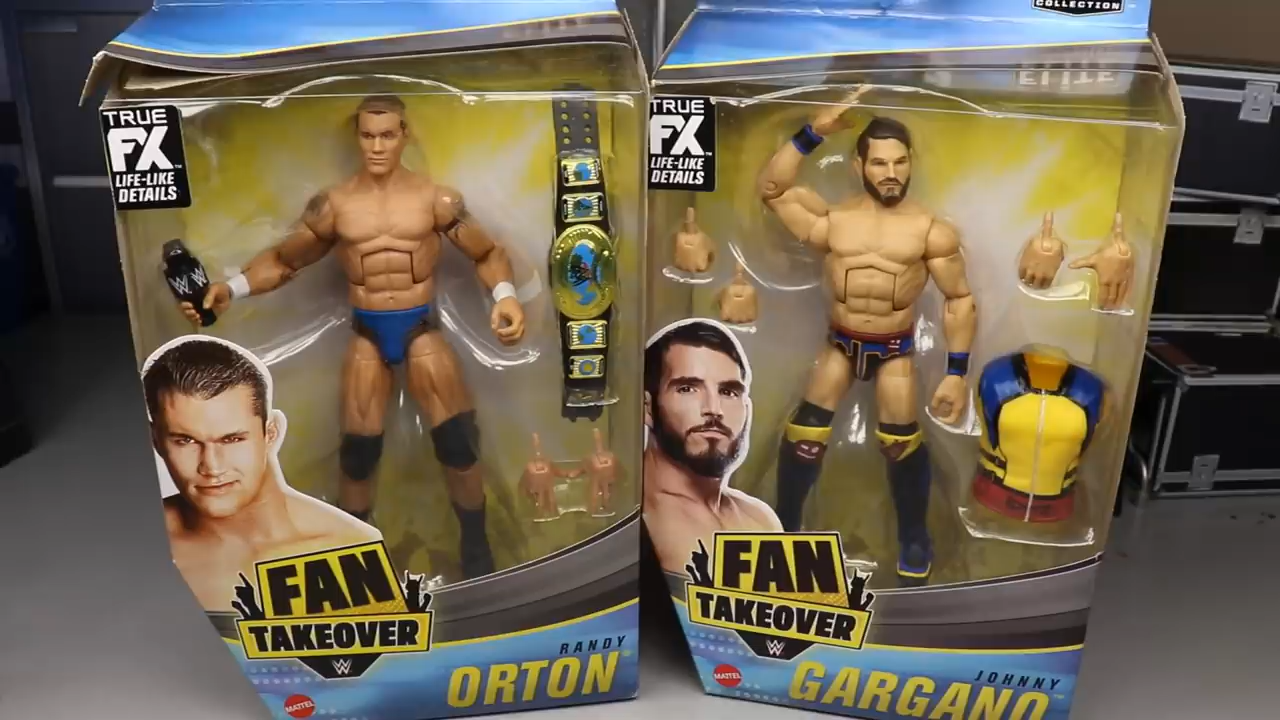 COLLECTION
ELITE
TRUE
FX
LIFE-LIKE
DETAILS
W
FAN
TAKEOVER
W
RANDY
ORTON
MATTEL
TRUE
FX
LIFE-LIKE
DETAILS
FAN
TAKEOVER
W
JOHNNY
GARGANO
MATTEL